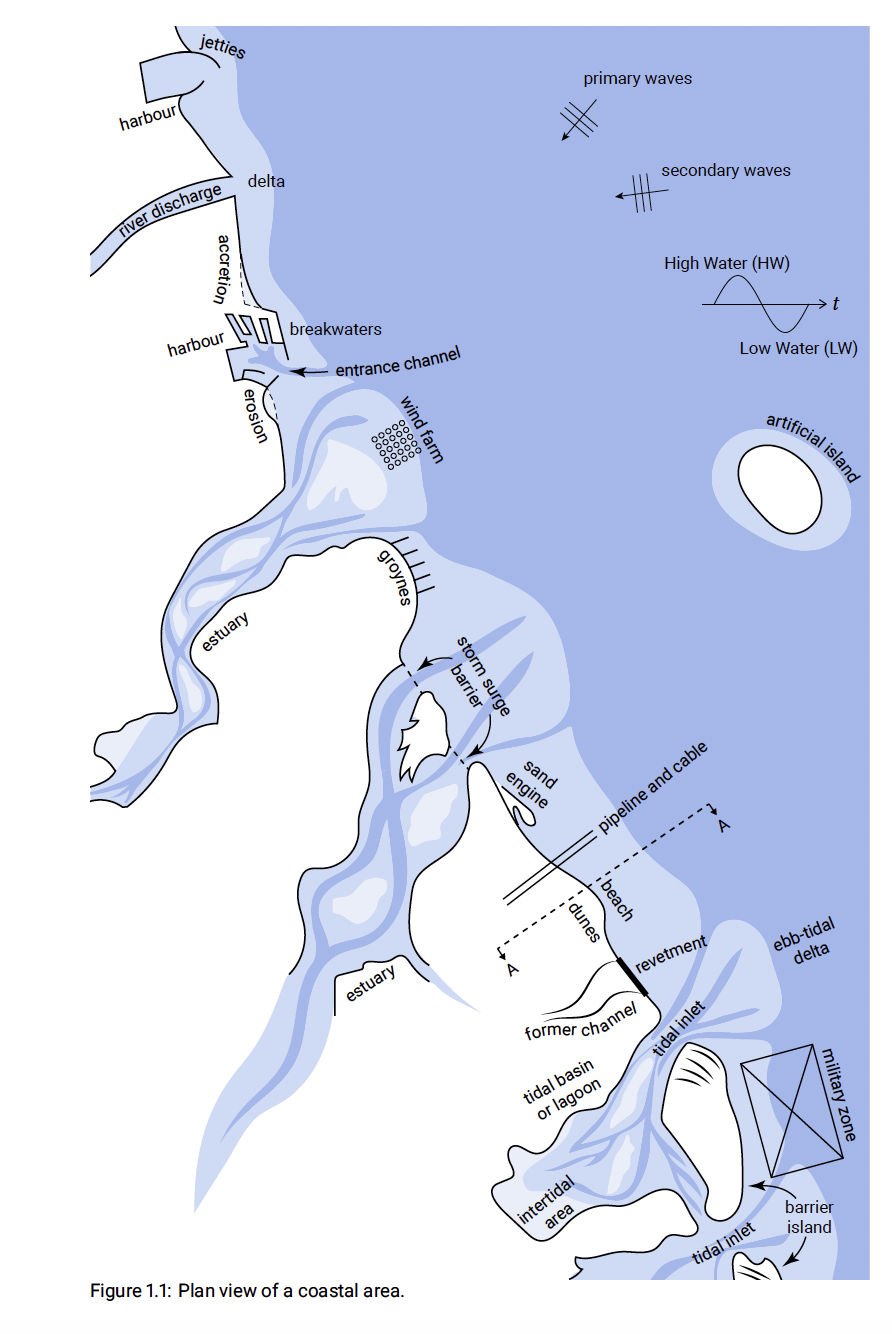 jetties
primary waves
harbour
secondary waves
delta
river discharge
accretion
High Water (HW)
t
Low Water (LW)
breakwaters
harbour
entrance channel
erosion
wind farm
artificial island
groynes
estuary
storm surge
barrier
sand
engine
pipeline and cable
A
beach
dunes
A
revetment
ebb-tidal
delta
estuary
former channel
tidal inlet
tidal basin
or lagoon
military zone
intertidal
area
barrier
island
tidal inlet
Figure 1.1: Plan view of a coastal area.